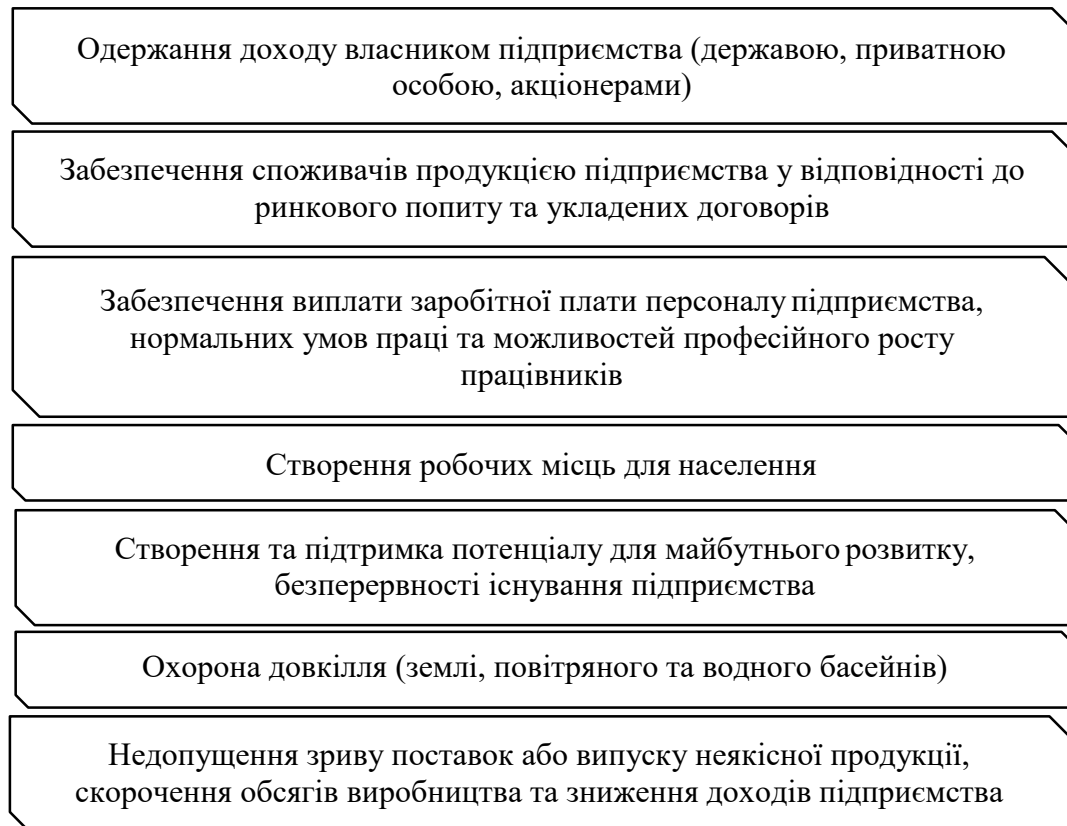 Одержання доходу власником підприємства (державою, приватною
особою, акціонерами)
Забезпечення споживачів продукцією підприємства у відповідності до
ринкового попиту та укладених договорів
Забезпечення виплати заробітної плати персоналу підприємства,
нормальних умов праці та можливостей професійного росту
працівників
Створення робочих місць для населення
Створення та підтримка потенціалу для майбутнього розвитку,
безперервності існування підприємства
Охорона довкілля (землі, повітряного та водного басейнів)
Недопущення зриву поставок або випуску неякісної продукції,
скорочення обсягів виробництва та зниження доходів підприємства